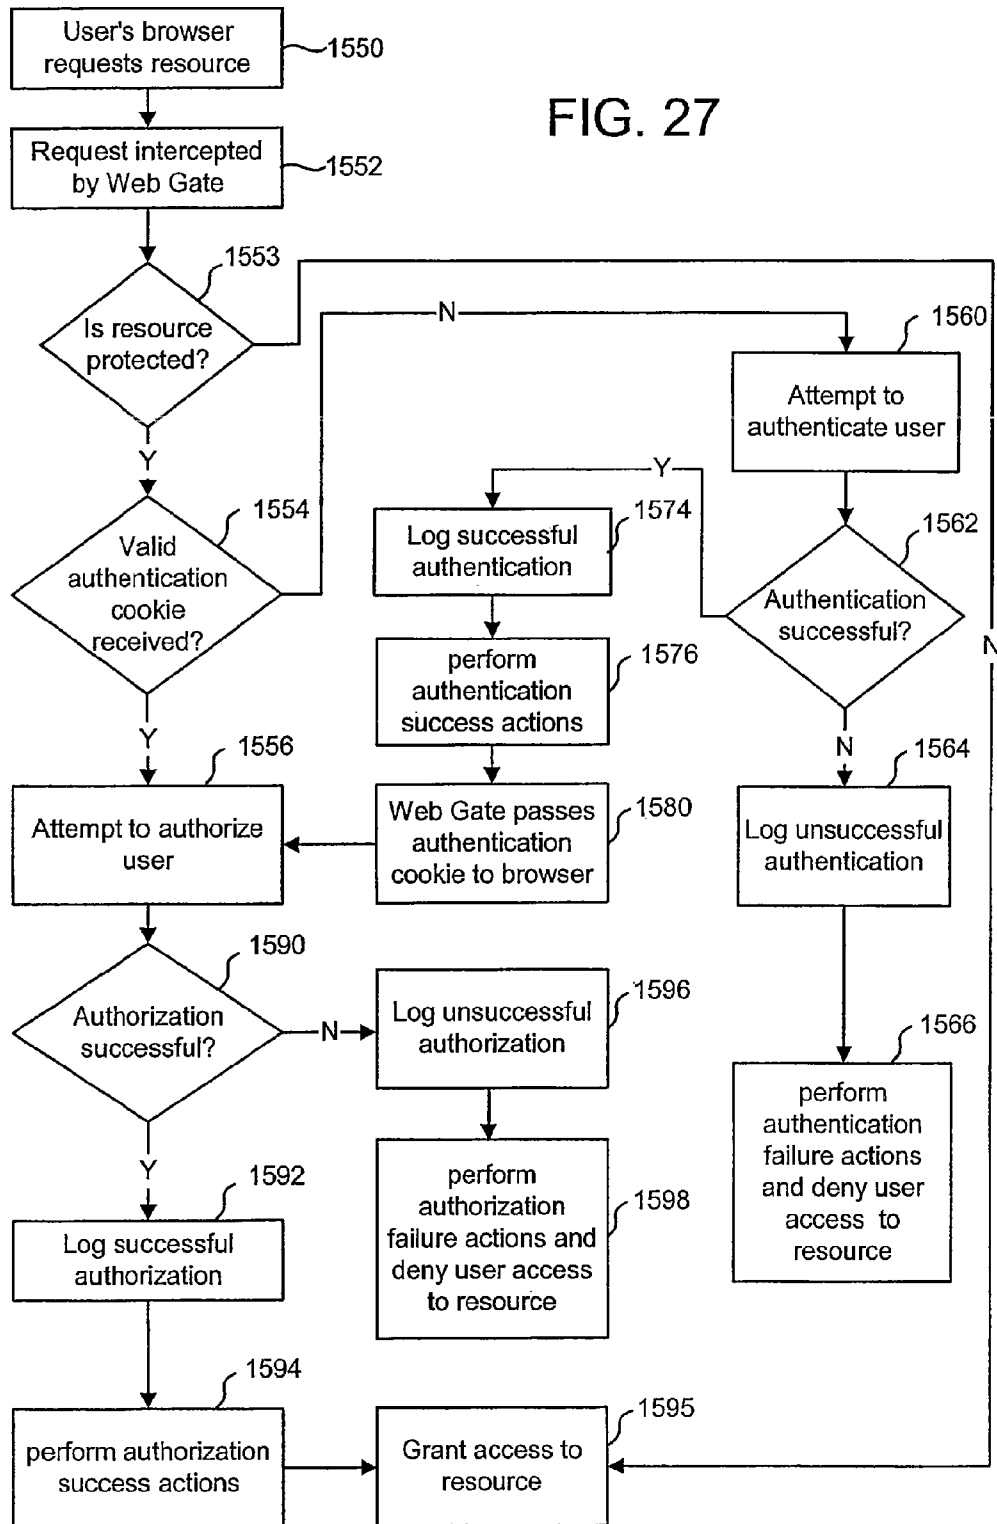 User's browser
requests resource
1550
FIG. 27
Request intercepted
by Web Gate
1552
1553
Is resource
protected?
N
1560
Attempt to
authenticate user
Y
Y
1554
Valid
authentication
cookie
received?
1574
Log successful
authentication
1562
Authentication
successful?
N
1576
perform
authentication
success actions
Y
N
1556
Attempt to authorize
user
1580
Web Gate passes
authentication
cookie to browser
1564
Log unsuccessful
authentication
1590
Authorization
successful?
N
1596
Log unsuccessful
authorization
1566
perform
authentication
failure actions
and deny user
access to
resource
Y
1592
Log successful
authorization
1598
perform
authorization
failure actions and
deny user access
to resource
1594
perform authorization
success actions
1595
Grant access to
resource